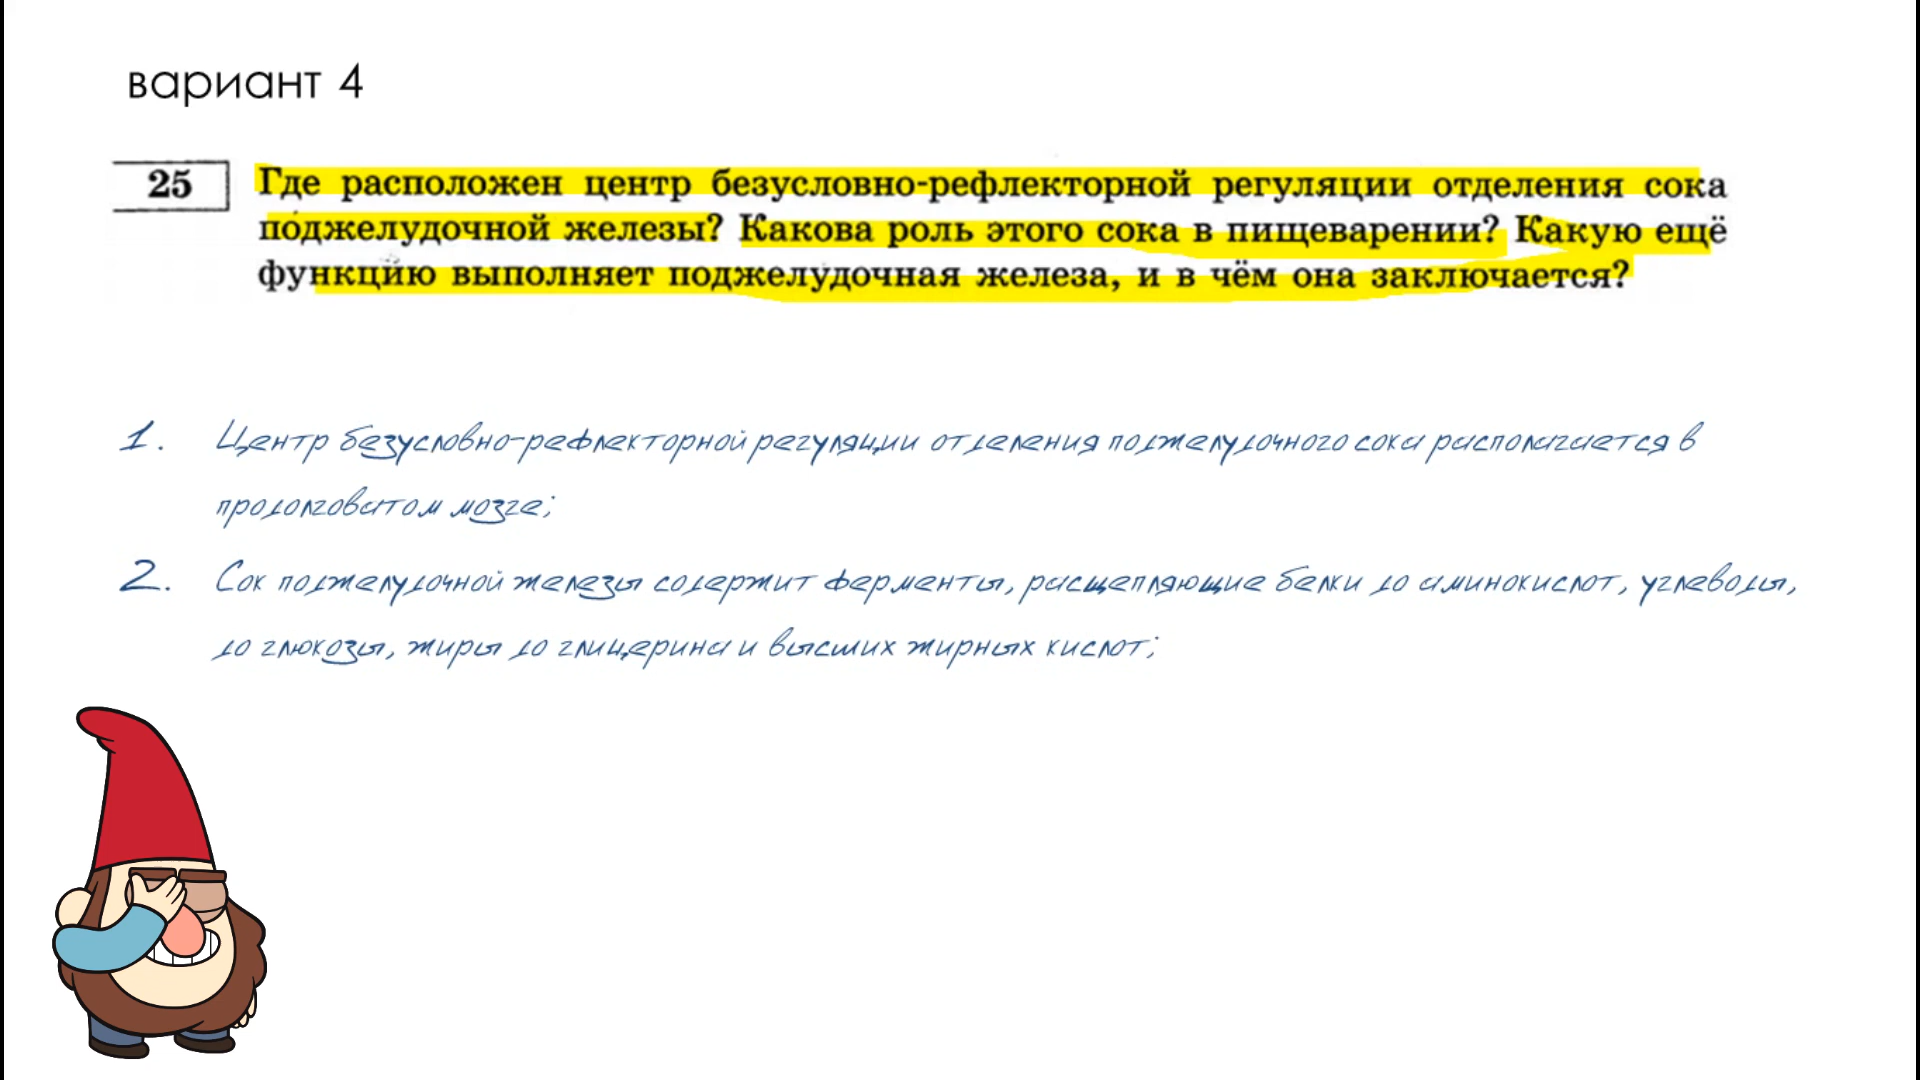 вариант 4
25 Где расположен центр безусловно-рефлекторной регуляции отделения сока
поджелудочной железы? Какова роль этого сока в пищеварении? Какую ещё
функцию выполняет поджелудочная железа, и в чём она заключается?
1. Центр безусловно-рефлекторной регуляции отделения поджелудочного сока располагается в
продолговатом мозге;
2. Сок поджелудочной железы содержит ферменты, расщепляющие белки до аминокислот, углеводы,
до глюкозы, жиры до глицерина и высших жирных кислот;